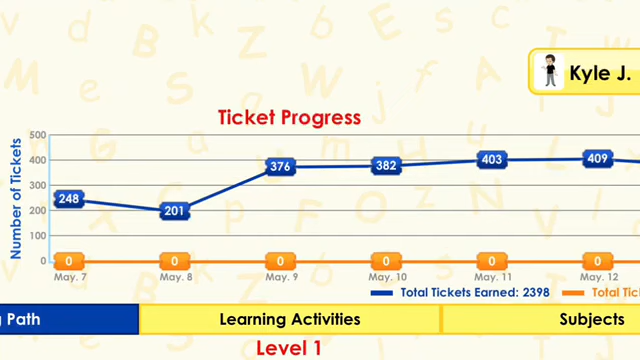 Kyle J.
Ticket Progress
Number of Tickets
500
400
300
200
100
0
248
201
376
382
403
409
0 0 0 0 0 0
May. 7 May. 8 May. 9 May. 10 May. 11 May. 12
Total Tickets Earned: 2398 Total Tic
g Path Learning Activities Subjects
Level 1